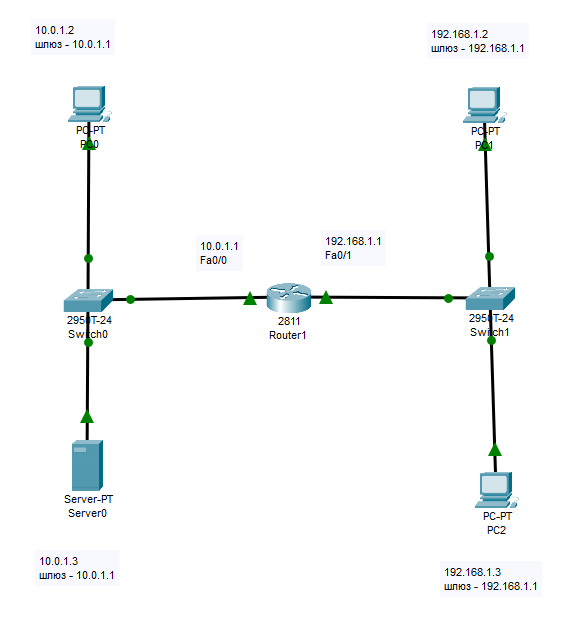 10.0.1.2
шлюз - 10.0.1.1
192.168.1.2
шлюз - 192.168.1.1
PC-PT
PC0
PC-PT
PC1
10.0.1.1
Fa0/0
192.168.1.1
Fa0/1
2950T-24
Switch0
2811
Router1
2950T-24
Switch1
Server-PT
Server0
PC-PT
PC2
10.0.1.3
шлюз - 10.0.1.1
192.168.1.3
шлюз - 192.168.1.1